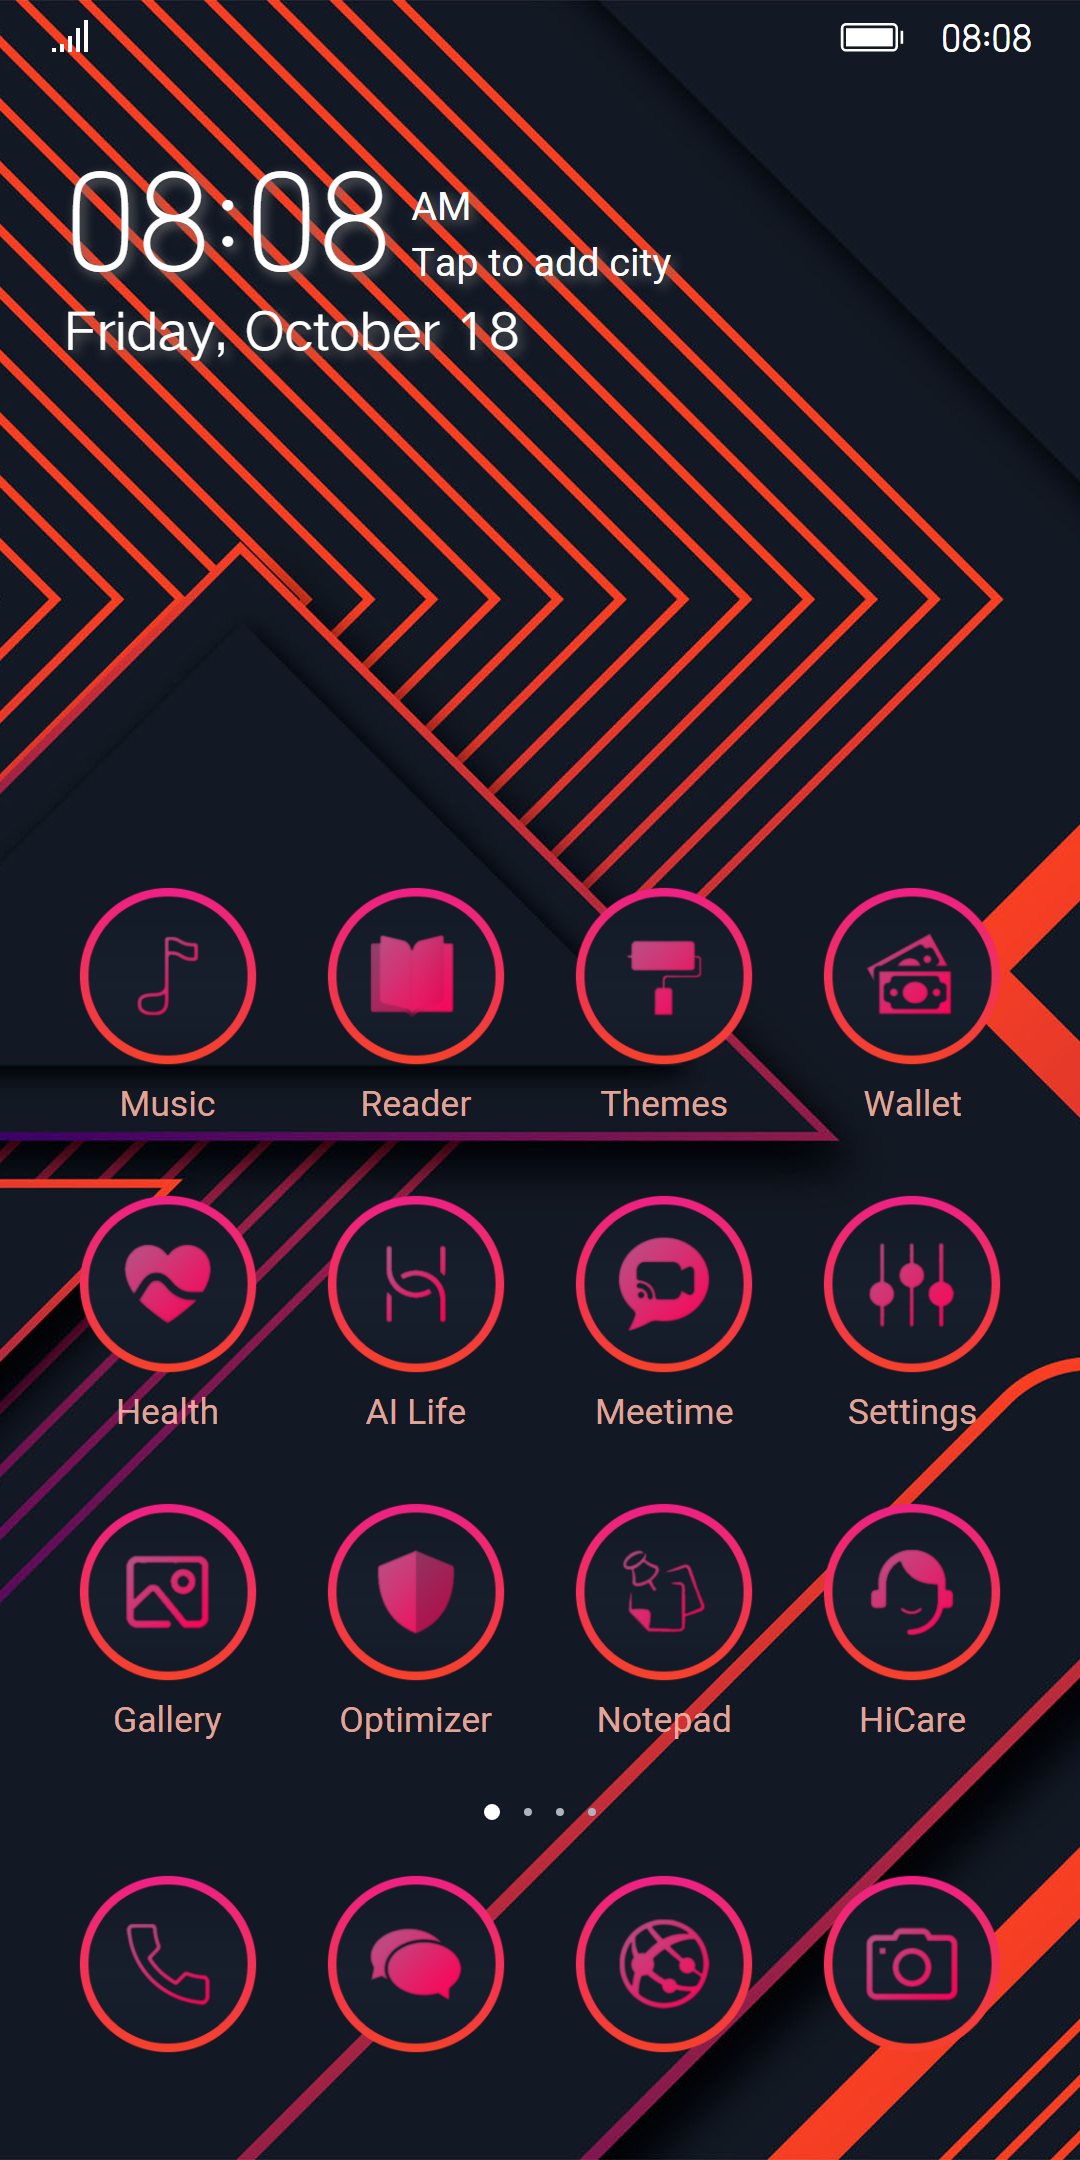 08:08
08:08 AM
Tap to add city
Friday, October 18
Music Reader Themes Wallet
Health AI Life Meetime Settings
Gallery Optimizer Notepad HiCare